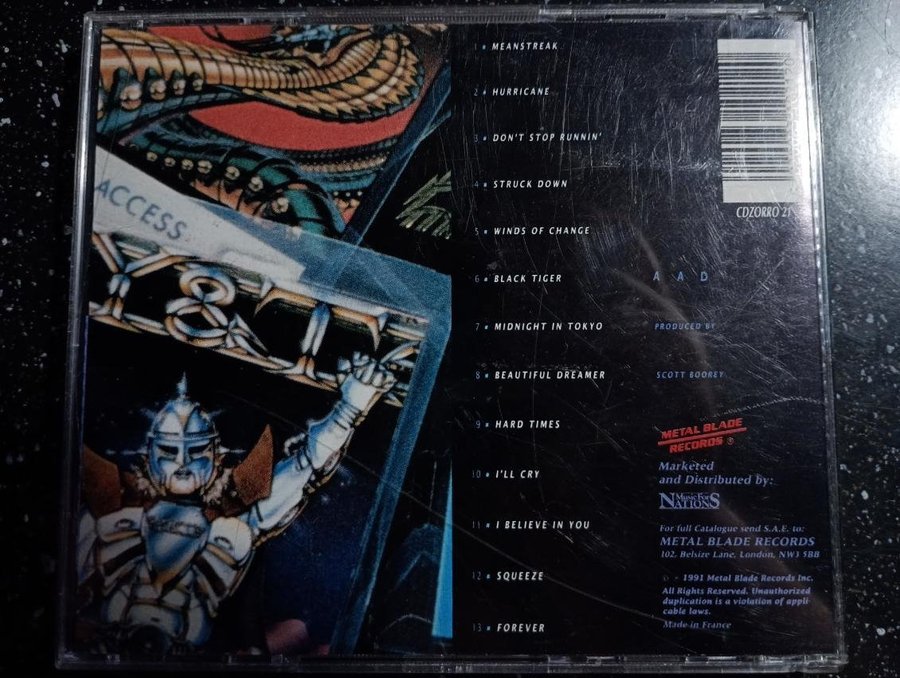 ACCESS
Y&T
1 ▪ MEANSTREAK
2 ▪ HURRICANE
3 ▪ DON'T STOP RUNNIN'
4 ▪ STRUCK DOWN
5 ▪ WINDS OF CHANGE
6 ▪ BLACK TIGER
7 ▪ MIDNIGHT IN TOKYO
8 ▪ BEAUTIFUL DREAMER
9 ▪ HARD TIMES
10 ▪ I'LL CRY
11 ▪ I BELIEVE IN YOU
12 ▪ SQUEEZE
13 ▪ FOREVER
CDZORRO 21
A A D
PRODUCED BY
SCOTT BOOREY
METAL BLADE
RECORDS ®
Marketed
and Distributed by:
Music For
NATIONS
For full Catalogue send S.A.E. to:
METAL BLADE RECORDS
102, Belsize Lane, London, NW3 5BB
1991 Metal Blade Records Inc.
All Rights Reserved. Unauthorized
duplication is a violation of appli-
cable laws.
Made in France